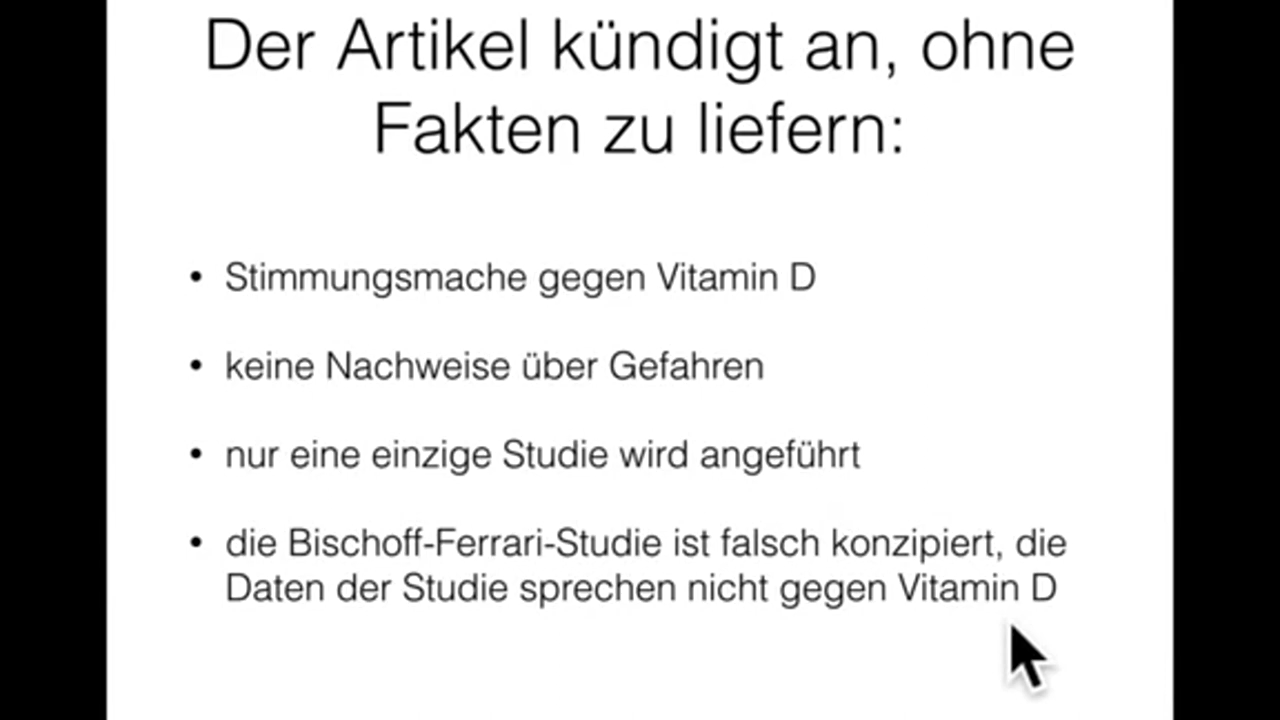 Der Artikel kündigt an, ohne
Fakten zu liefern:
• Stimmungsmache gegen Vitamin D
• keine Nachweise über Gefahren
• nur eine einzige Studie wird angeführt
• die Bischoff-Ferrari-Studie ist falsch konzipiert, die
Daten der Studie sprechen nicht gegen Vitamin D